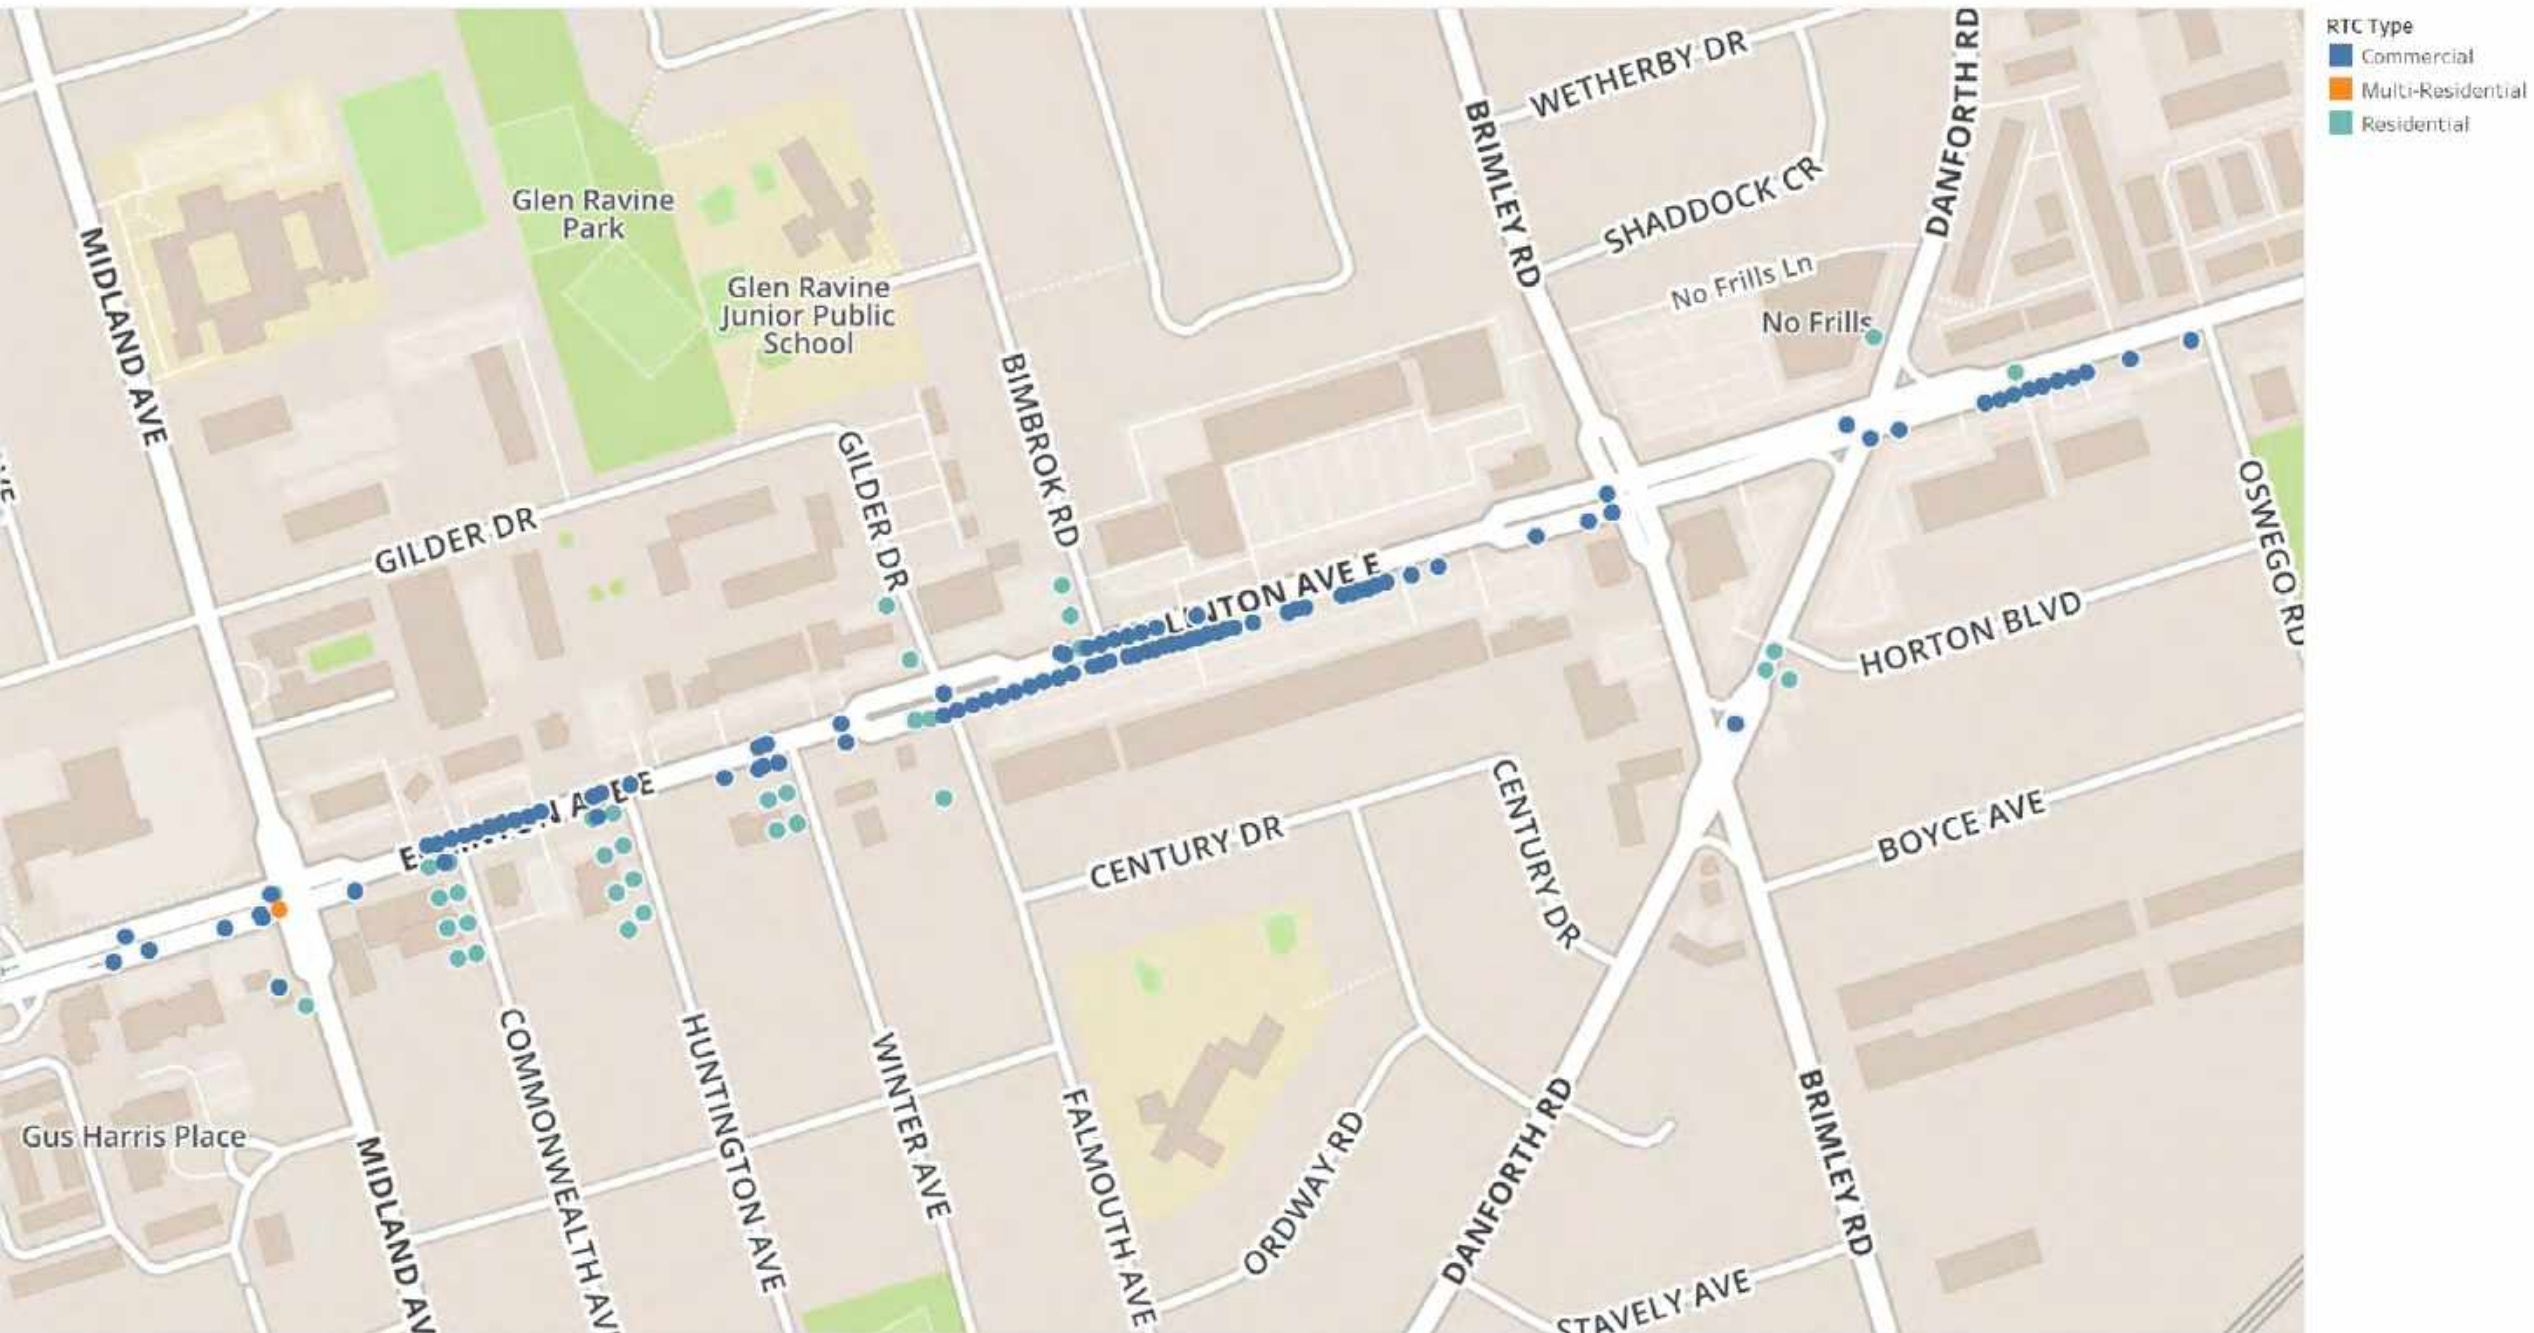 RTC Type
Commercial
Multi-Residential
Residential
WETHERBY DR
DANFORTH RD
BRIMLEY RD
SHADDOCK CR
Glen Ravine
Park
No Frills Ln
No Frills
Glen Ravine
Junior Public
School
MIDLAND AVE
BIMBROK RD
GILDER DR
GILDER DR
OSWEGO RD
NTON AVE E
HORTON BLVD
E
CENTURY DR
CENTURY DR
BOYCE AVE
COMMONWEALTH AV
HUNTINGTON AVE
WINTER AVE
FALMOUTH AVE
Gus Harris Place
MIDLAND AV
ORDWAY RD
DANFORTH RD
BRIMLEY RD
STAVELY AVE